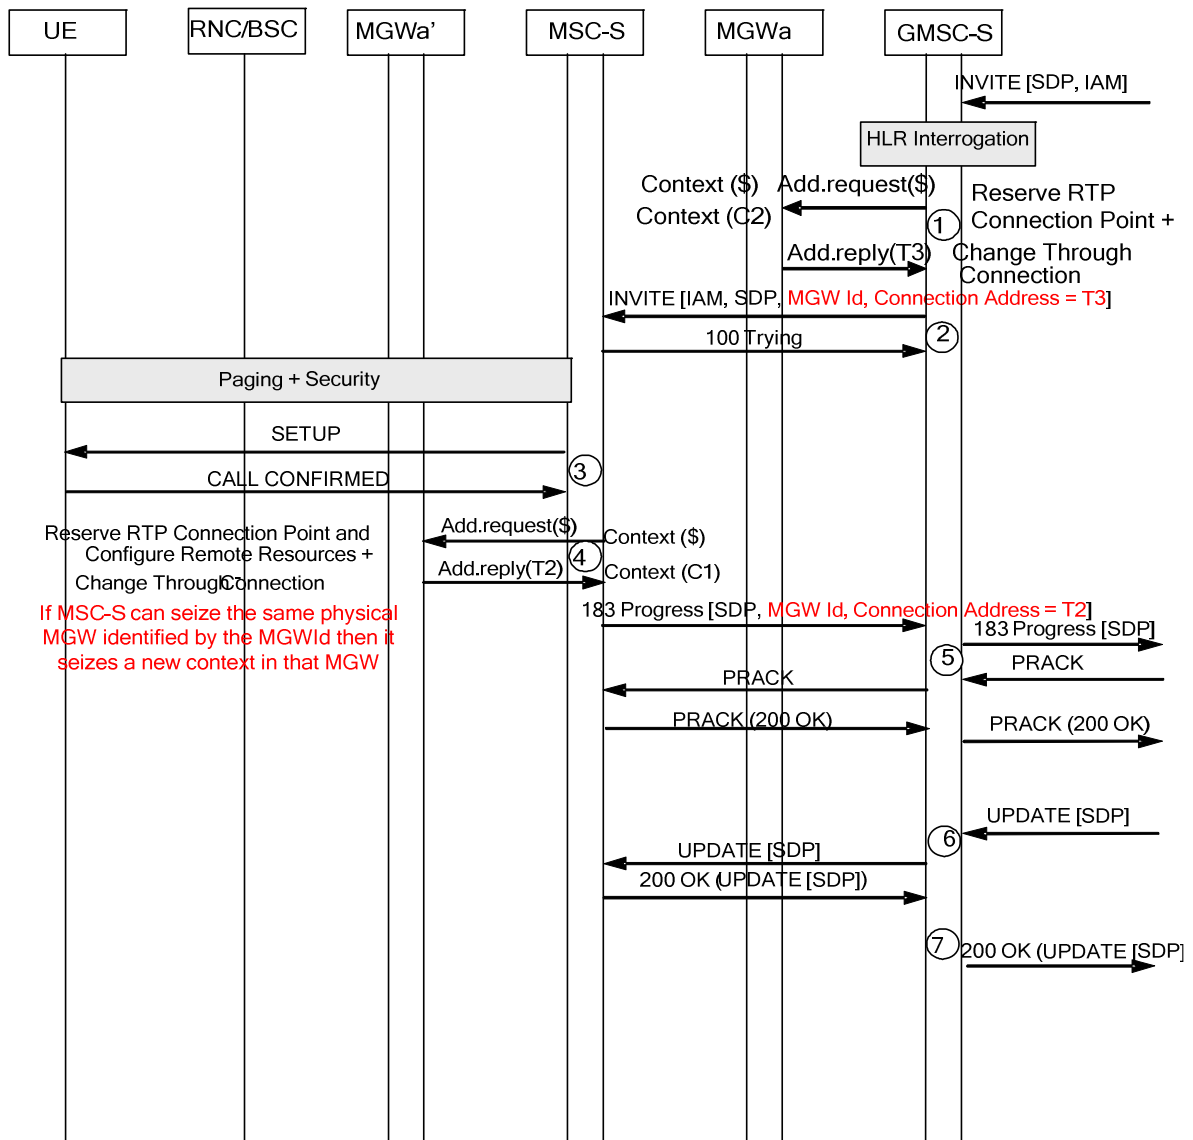 UE
RNC/BSC
MGWa’
MSC-S
MGWa
GMSC-S
INVITE [SDP, IAM]
HLR Interrogation
Context ($)
Add.request($)
Reserve RTP
Context (C2)
1
Connection Point +
Add.reply(T3)
Change Through
Connection
INVITE [IAM, SDP, MGW Id, Connection Address = T3]
2
100 Trying
Paging + Security
SETUP
3
CALL CONFIRMED
Reserve RTP Connection Point and
Add.request($)
Context ($)
Configure Remote Resources +
4
Change Through-Connection
Add.reply(T2)
Context (C1)
If MSC-S can seize the same physical
MGW identified by the MGWId then it
seizes a new context in that MGW
183 Progress [SDP, MGW Id, Connection Address = T2]
183 Progress [SDP]
5
PRACK
PRACK
PRACK (200 OK)
PRACK (200 OK)
UPDATE [SDP]
6
UPDATE [SDP]
200 OK (UPDATE [SDP])
7
200 OK (UPDATE [SDP]